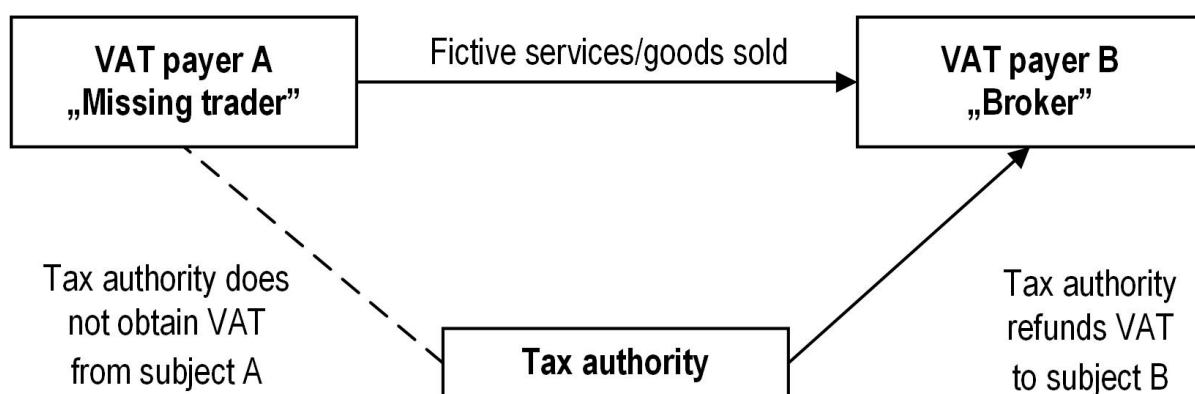 VAT payer A
„Missing trader”
Fictive services/goods sold
VAT payer B
„Broker”
Tax authority does
not obtain VAT
from subject A
Tax authority
Tax authority
refunds VAT
to subject B